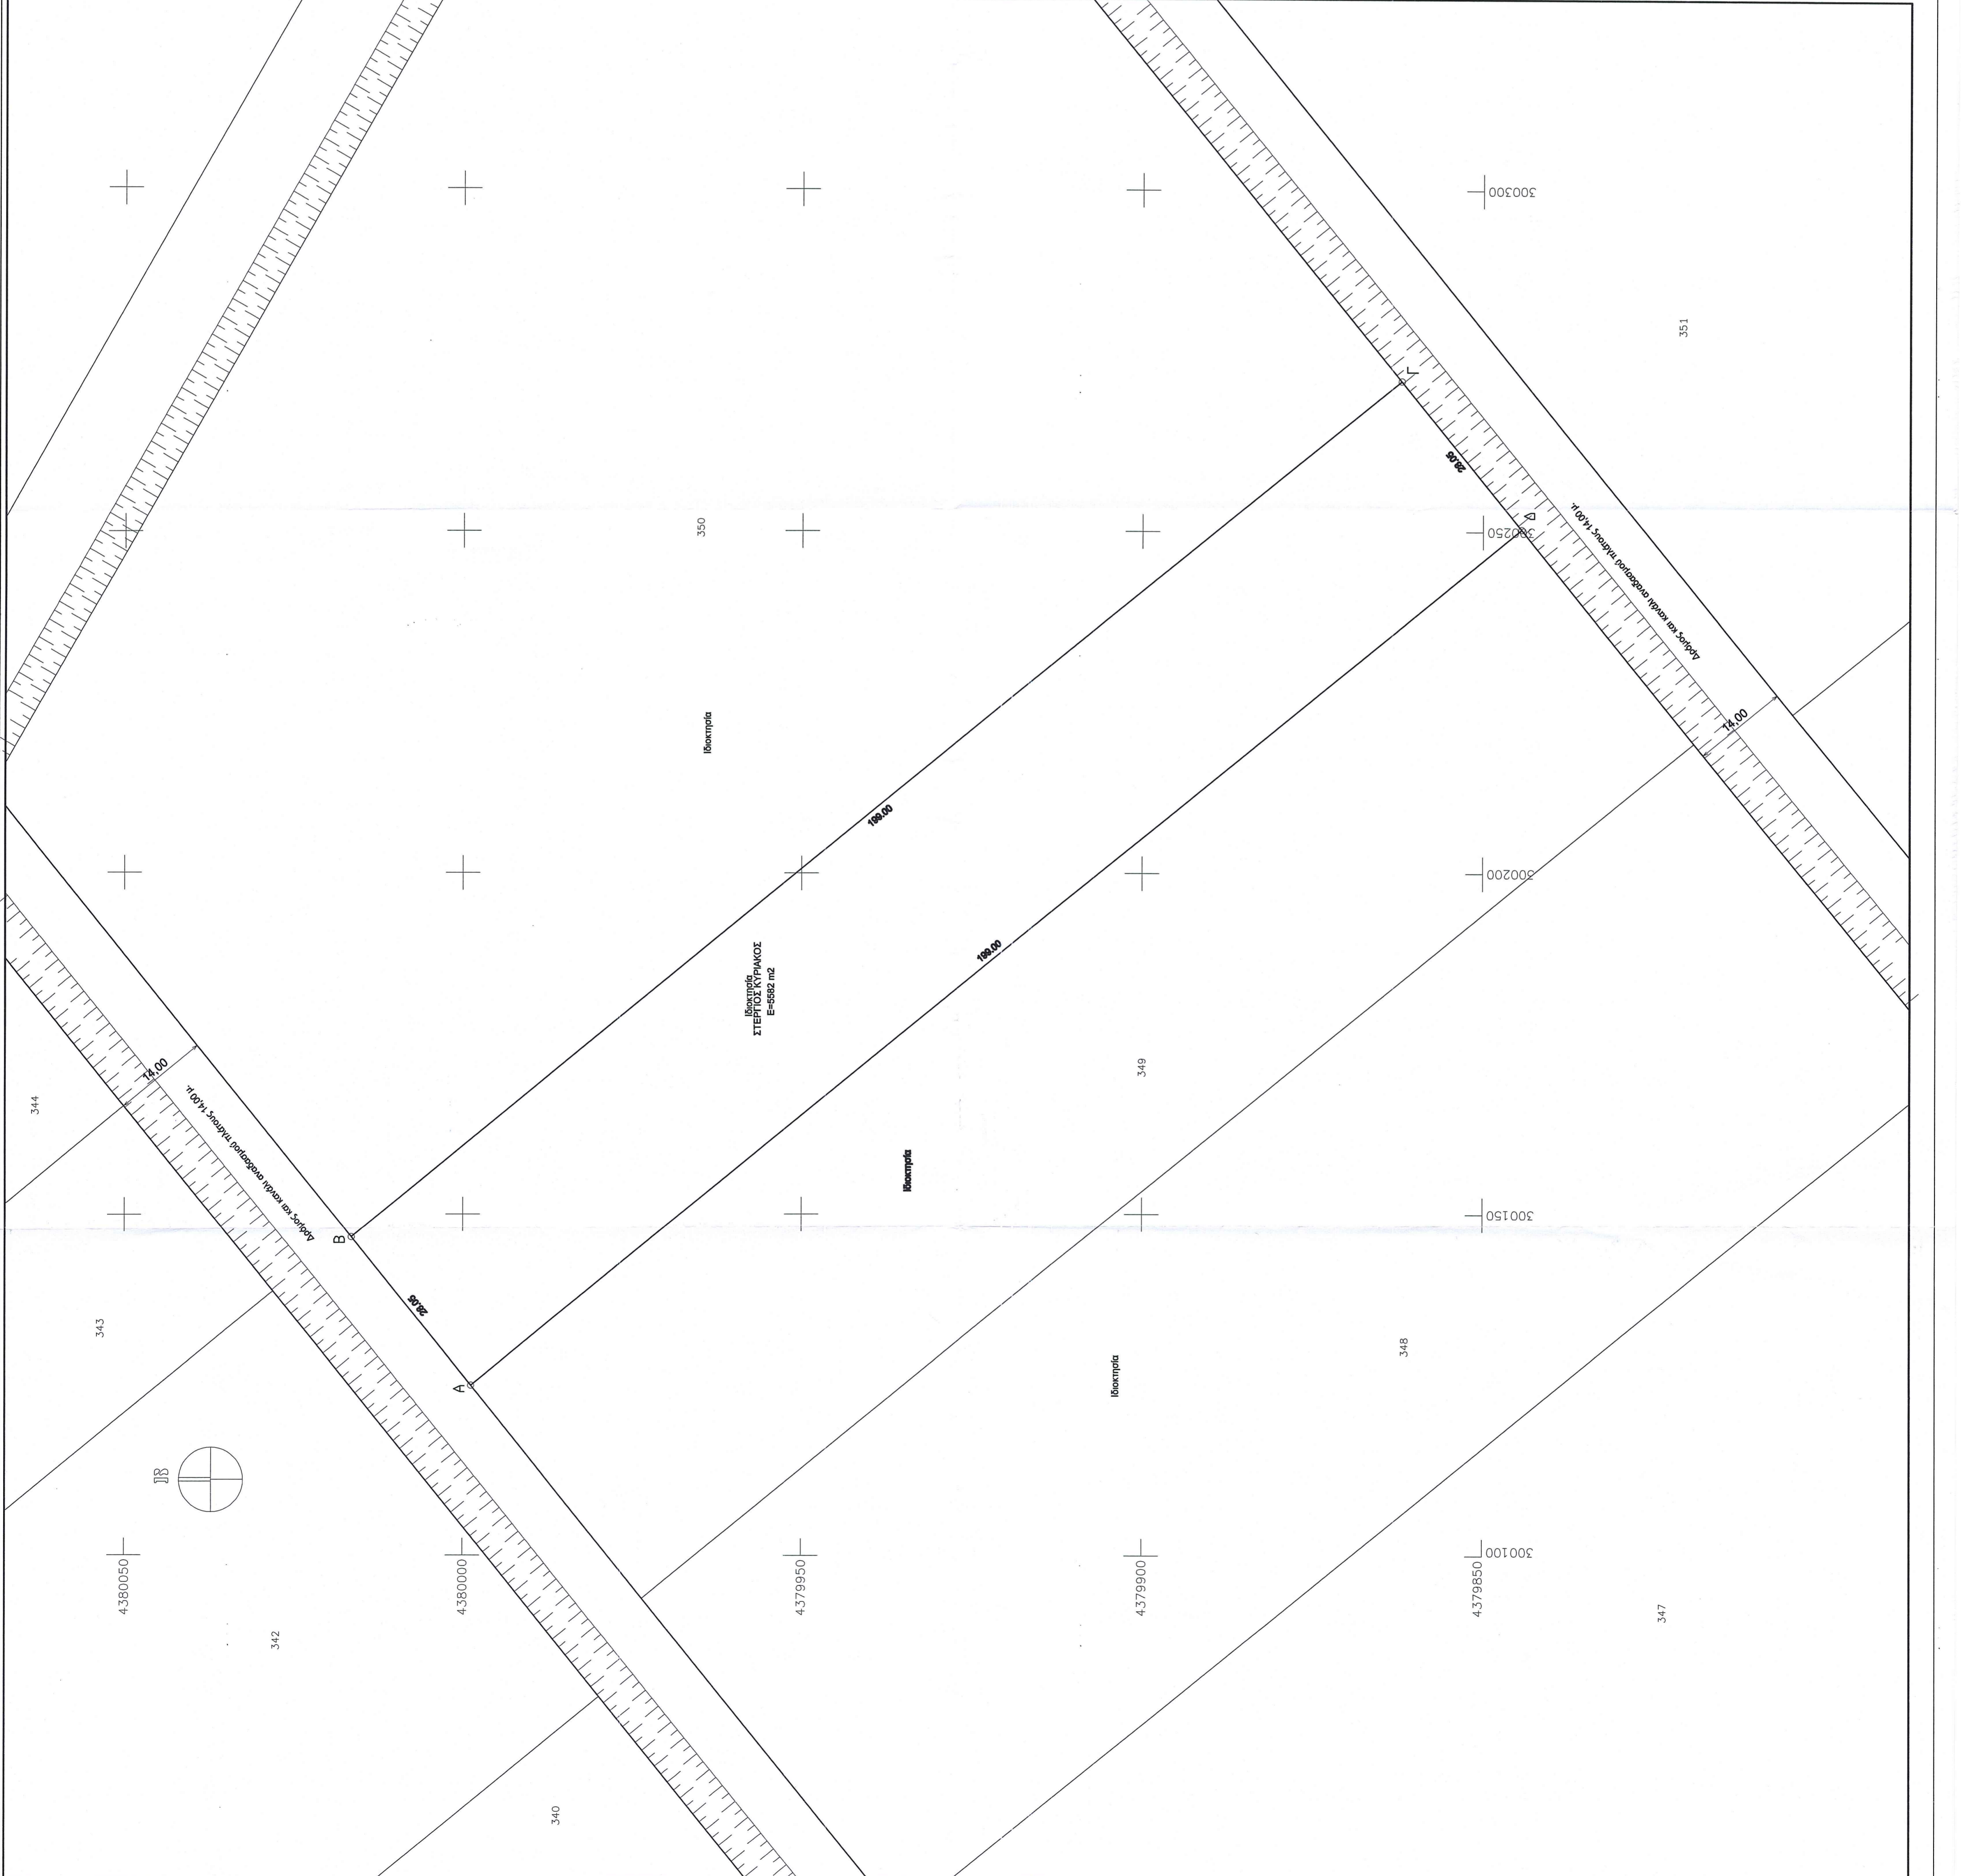 300300
351
Γ
28.05
Δ
300250
Δρόμος και κανάλι αναδασμού πλάτους 14,00 μ.
14,00
350
Ιδιοκτησία
199.00
300200
199.00
Ιδιοκτησία
ΣΤΕΡΓΙΟΣ ΚΥΡΙΑΚΟΣ
Ε=5582 m2
349
344
14,00
Δρόμος και κανάλι αναδασμού πλάτους 14,00 μ.
Ιδιοκτησία
300150
Β
28.05
343
Α
348
Ιδιοκτησία
Β
300100
4380050
4380000
4379950
4379900
4379850
347
342
340